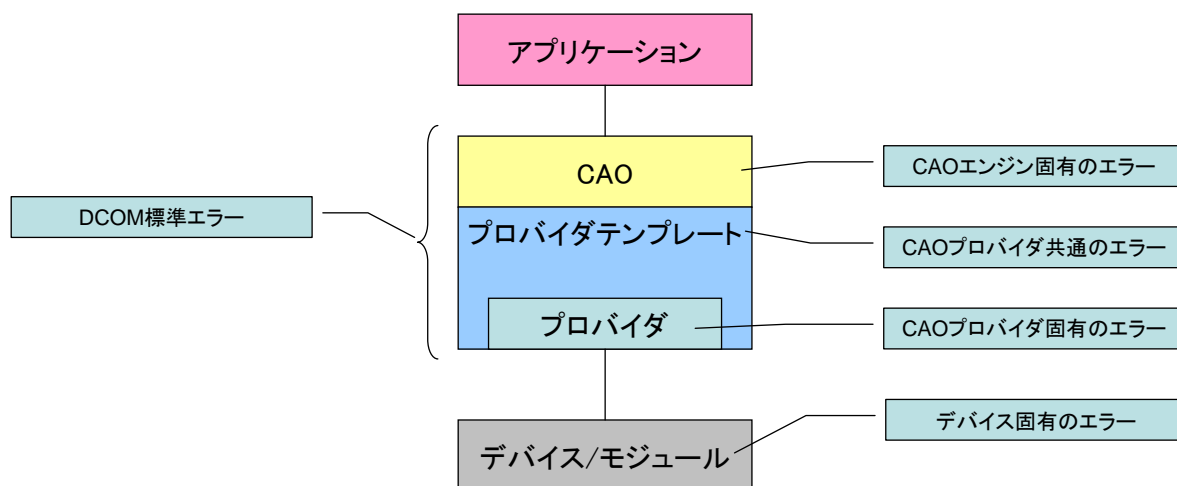 アプリケーション
CAO
CAOエンジン固有のエラー
DCOM標準エラー
プロバイダテンプレート
CAOプロバイダ共通のエラー
プロバイダ
CAOプロバイダ固有のエラー
デバイス/モジュール
デバイス固有のエラー